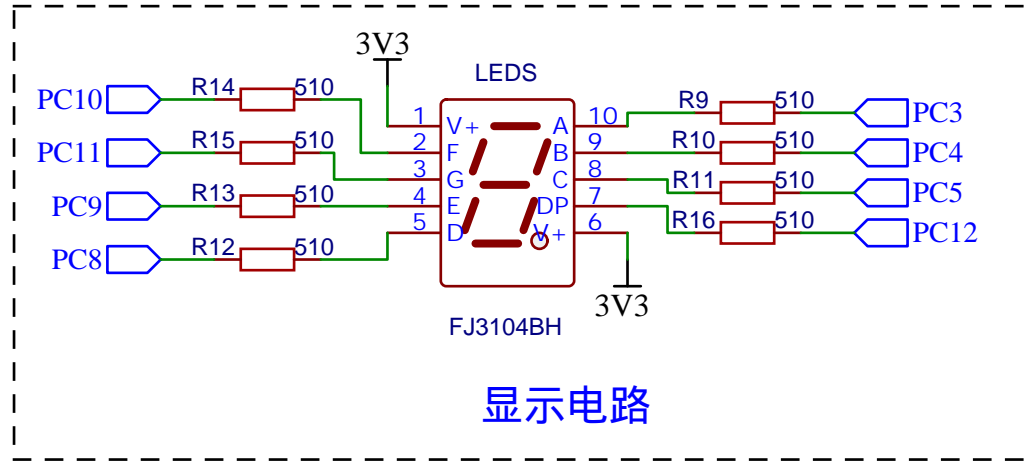 3V3
LEDS
PC10 R14 510
PC11 R15 510
PC9 R13 510
PC8 R12 510
1 V+ A 10
2 F B 9
3 G C 8
4 E DP 7
5 D V+ 6
R9 510 PC3
R10 510 PC4
R11 510 PC5
R16 510 PC12
3V3
FJ3104BH
显示电路